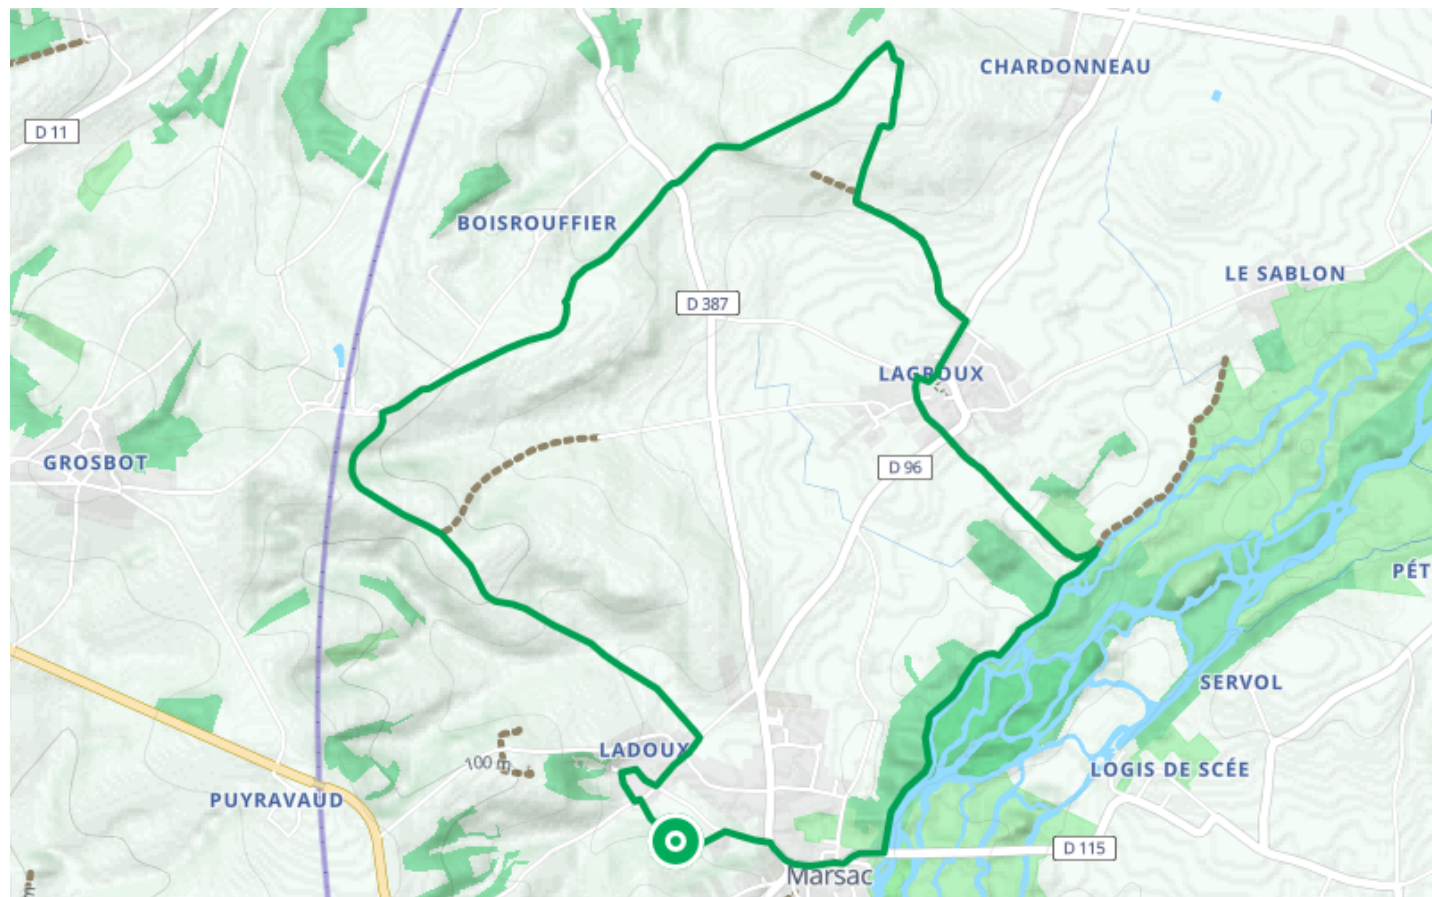 CHARDONNEAU
D 11
BOISROUFFIER
LE SABLON
D 387
LAGROUX
GROSBOT
D 96
PÉT
SERVOL
LADOUX
100 m
LOGIS DE SCÉE
PUYRAVAUD
D 115
Marsac